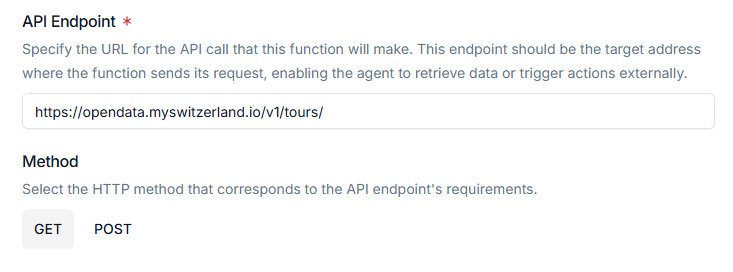 API Endpoint *
Specify the URL for the API call that this function will make. This endpoint should be the target address
where the function sends its request, enabling the agent to retrieve data or trigger actions externally.
https://opendata.myswitzerland.io/v1/tours/
Method
Select the HTTP method that corresponds to the API endpoint's requirements.
GET POST